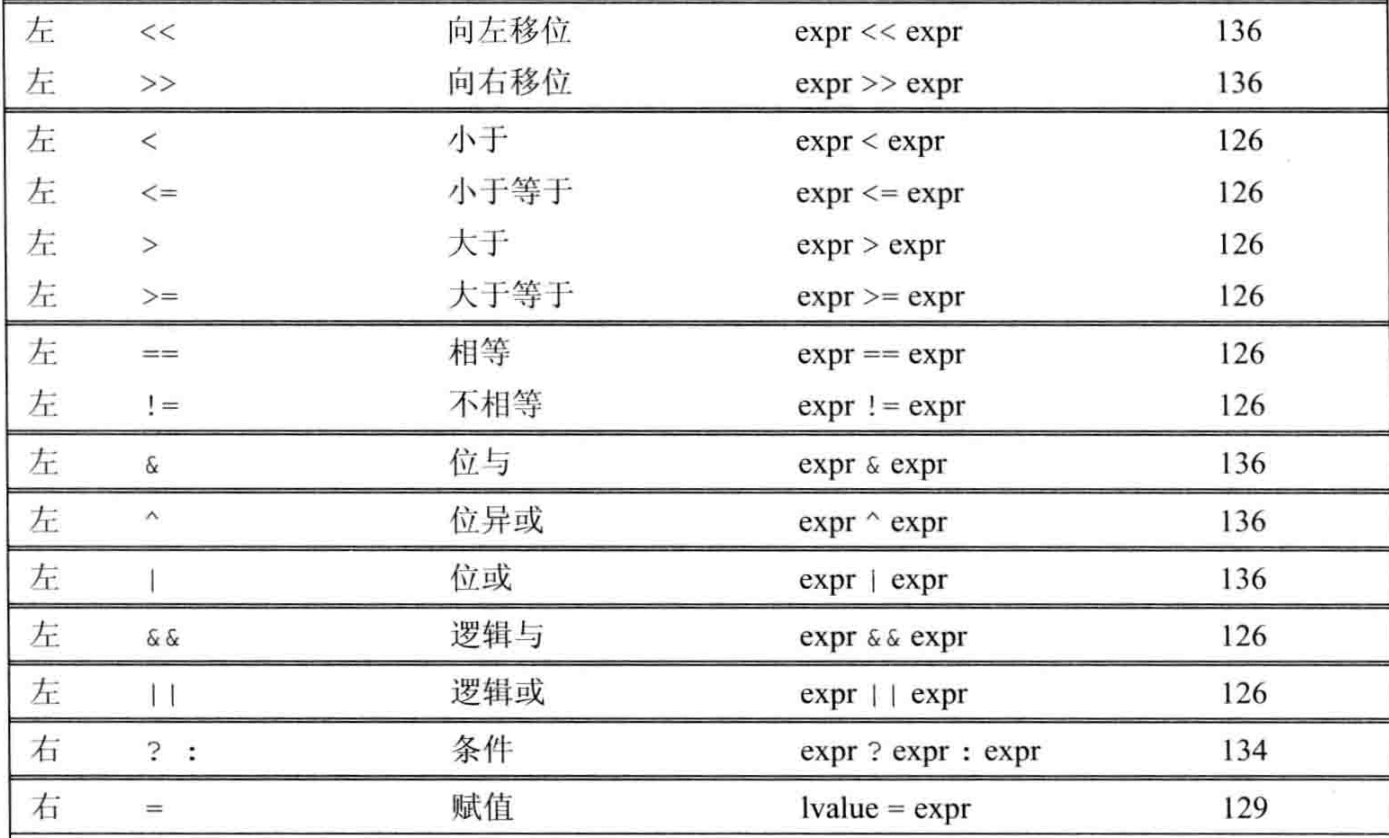 左 << 向左移位 expr << expr 136
左 >> 向右移位 expr >> expr 136
左 < 小于 expr < expr 126
左 <= 小于等于 expr <= expr 126
左 > 大于 expr > expr 126
左 >= 大于等于 expr >= expr 126
左 == 相等 expr == expr 126
左 != 不相等 expr != expr 126
左 & 位与 expr & expr 136
左 ^ 位异或 expr ^ expr 136
左 | 位或 expr | expr 136
左 && 逻辑与 expr && expr 126
左 || 逻辑或 expr || expr 126
右 ? : 条件 expr ? expr : expr 134
右 = 赋值 lvalue = expr 129